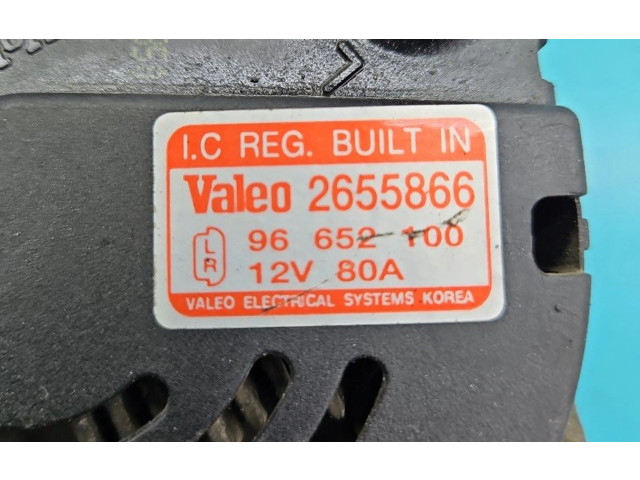 I.C REG. BUILT IN
Valeo 2655866
L 96 652 100
R 12V 80A
VALEO ELECTRICAL SYSTEMS KOREA